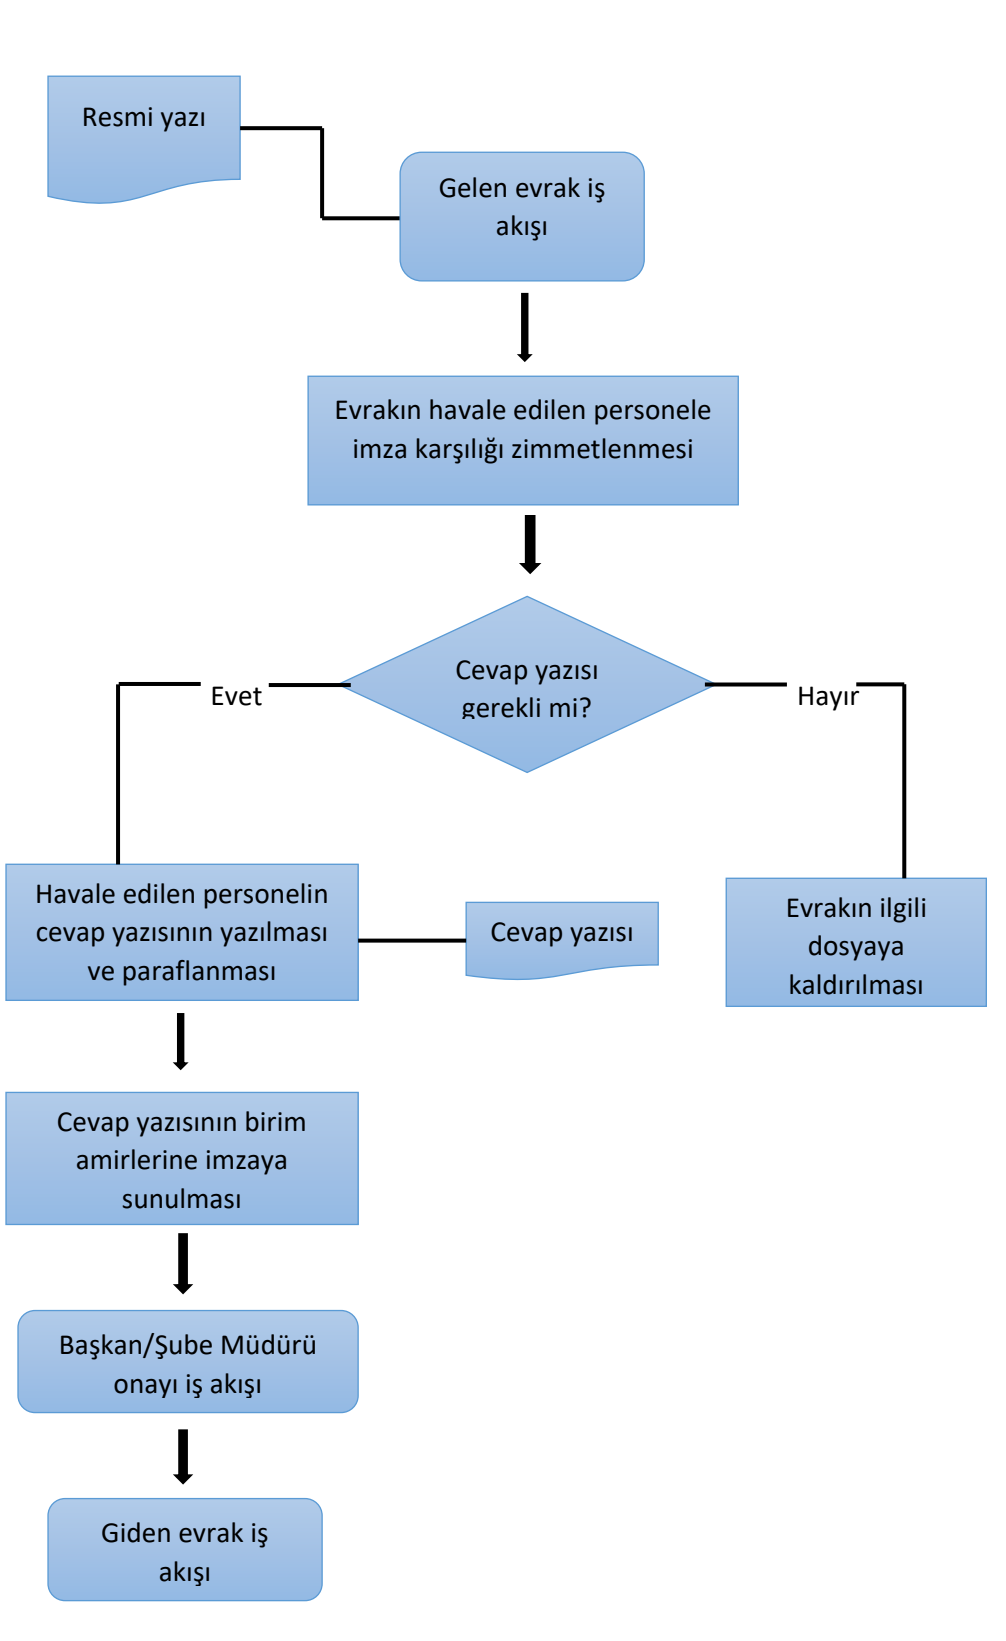 Resmi yazı
Gelen evrak iş
akışı
Evrakın havale edilen personele
imza karşılığı zimmetlenmesi
Cevap yazısı
gerekli mi?
Evet
Hayır
Havale edilen personelin
cevap yazısının yazılması
ve paraflanması
Cevap yazısı
Evrakın ilgili
dosyaya
kaldırılması
Cevap yazısının birim
amirlerine imzaya
sunulması
Başkan/Şube Müdürü
onayı iş akışı
Giden evrak iş
akışı